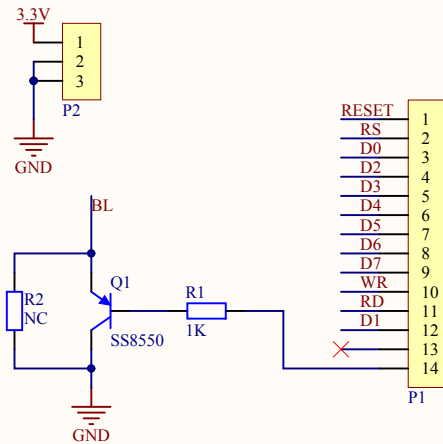 3.3V
1
2
3
P2
GND
RESET 1
RS 2
D0 3
D2 4
D3 5
D4 6
D5 7
D6 8
D7 9
WR 10
RD 11
D1 12
13
14
P1
BL
Q1
R2
NC
R1
1K
SS8550
GND